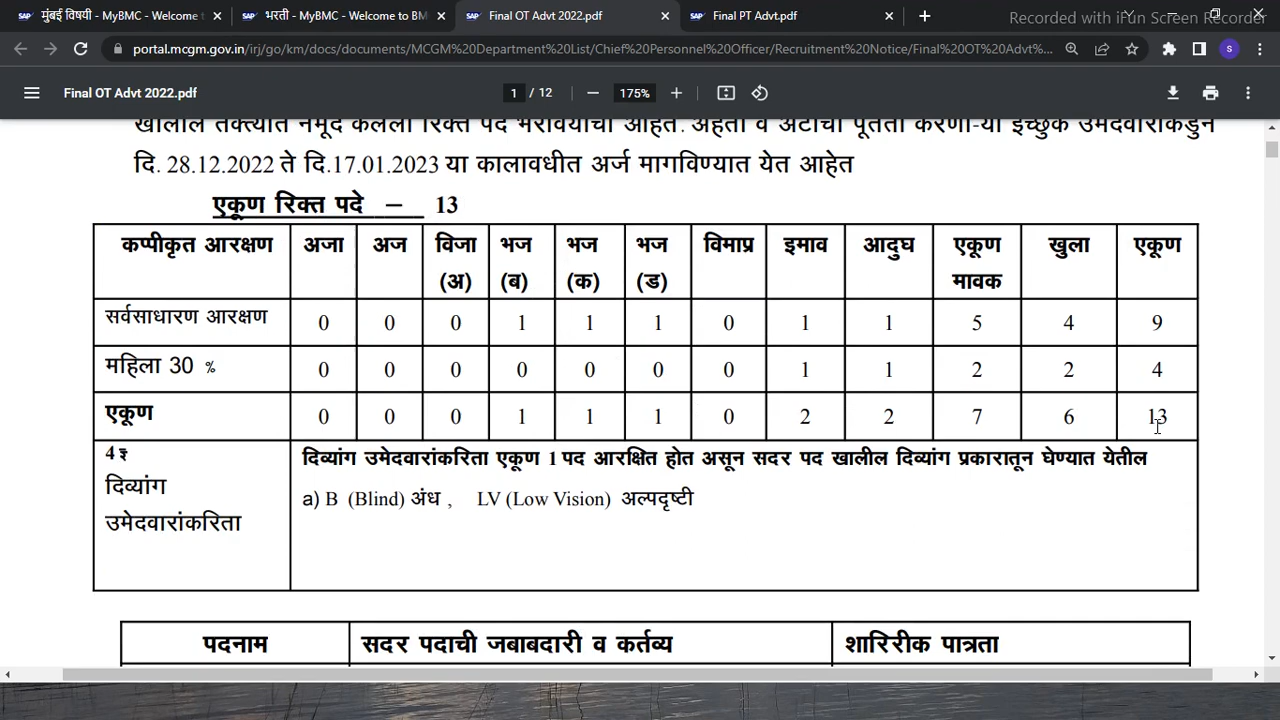 मुंबई विषयी - MyBMC - Welcome t
भरती - MyBMC - Welcome to BM
Final OT Advt 2022.pdf
Final PT Advt.pdf
Recorded with iFun Screen Recorder
portal.mcgm.gov.in/irj/go/km/docs/documents/MCGM%20Department%20List/Chief%20Personnel%20Officer/Recruitment%20Notice/Final%20OT%20Advt%...
S
Final OT Advt 2022.pdf
1 / 12
175%
दि. 28.12.2022 ते दि.17.01.2023 या कालावधीत अर्ज मागविण्यात येत आहेत
एकूण रिक्त पदे – 13
कप्पीकृत आरक्षण अजा अज विजा (अ) भज (ब) भज (क) भज (ड) विमाप्र इमाव आदुघ एकूण मावक खुला एकूण
सर्वसाधारण आरक्षण 0 0 0 1 1 1 0 1 1 5 4 9
महिला 30 % 0 0 0 0 0 0 0 1 1 2 2 4
एकूण 0 0 0 1 1 1 0 2 2 7 6 13
दिव्यांग उमेदवारांकरिता एकूण 1 पद आरक्षित होत असून सदर पद खालील दिव्यांग प्रकारातून घेण्यात येतील
दिव्यांग
उमेदवारांकरिता
a) B (Blind) अंध , LV (Low Vision) अल्पदृष्टी
पदनाम सदर पदाची जबाबदारी व कर्तव्य शारिरीक पात्रता